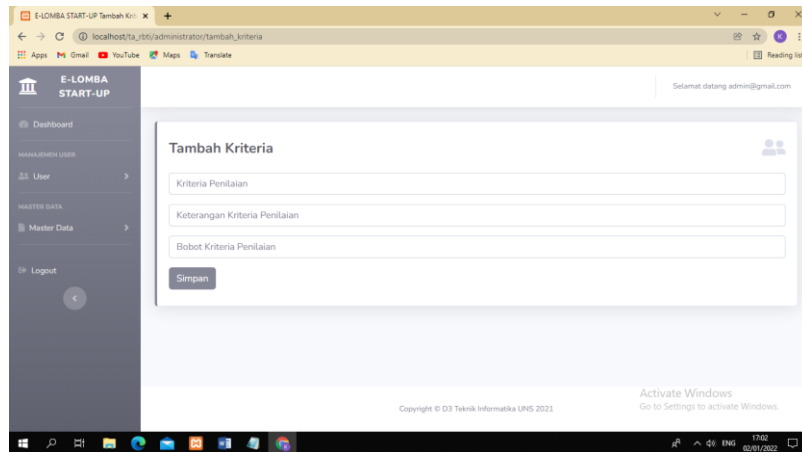 E-LOMBA START-UP Tambah Krit
localhost/ta_rbti/administrator/tambah_kriteria
K
Apps
Gmail
YouTube
Maps
Translate
Reading list
E-LOMBA
START-UP
Selamat datang admin@gmail.com
Dashboard
MANAJEMEN USER
User
MASTER DATA
Master Data
Logout
Tambah Kriteria
Kriteria Penilaian
Keterangan Kriteria Penilaian
Bobot Kriteria Penilaian
Simpan
Copyright © D3 Teknik Informatika UNS 2021
Activate Windows
Go to Settings to activate Windows.
ENG
17:02
02/01/2022